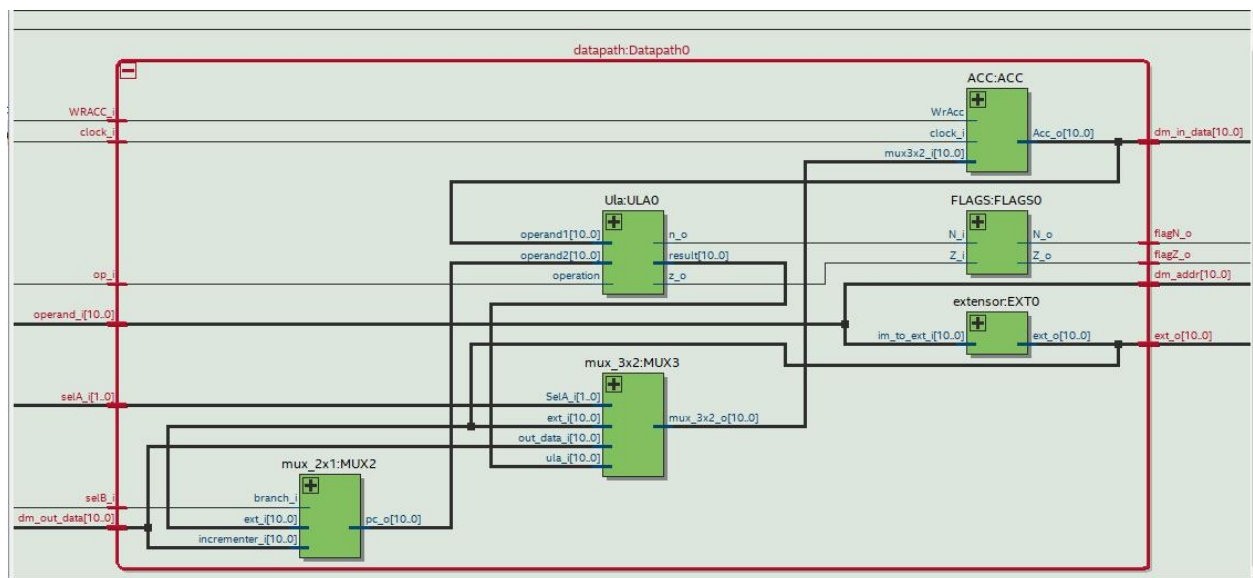 datapath:Datapath0
ACC:ACC
WRACC_i
WrAcc
clock_i
clock_i
Acc_o[10..0]
dm_in_data[10..0]
mux3x2_i[10..0]
Ula:ULA0
FLAGS:FLAGS0
operand1[10..0]
n_o
N_i
N_o
flagN_o
operand2[10..0]
result[10..0]
Z_i
Z_o
flagZ_o
op_i
operation
z_o
dm_addr[10..0]
extensor:EXT0
operand_i[10..0]
im_to_ext_i[10..0]
ext_o[10..0]
ext_o[10..0]
mux_3x2:MUX3
selA_i[1..0]
SelA_i[1..0]
ext_i[10..0]
mux_3x2_o[10..0]
out_data_i[10..0]
ula_i[10..0]
mux_2x1:MUX2
selB_i
branch_i
dm_out_data[10..0]
ext_i[10..0]
pc_o[10..0]
incrementer_i[10..0]